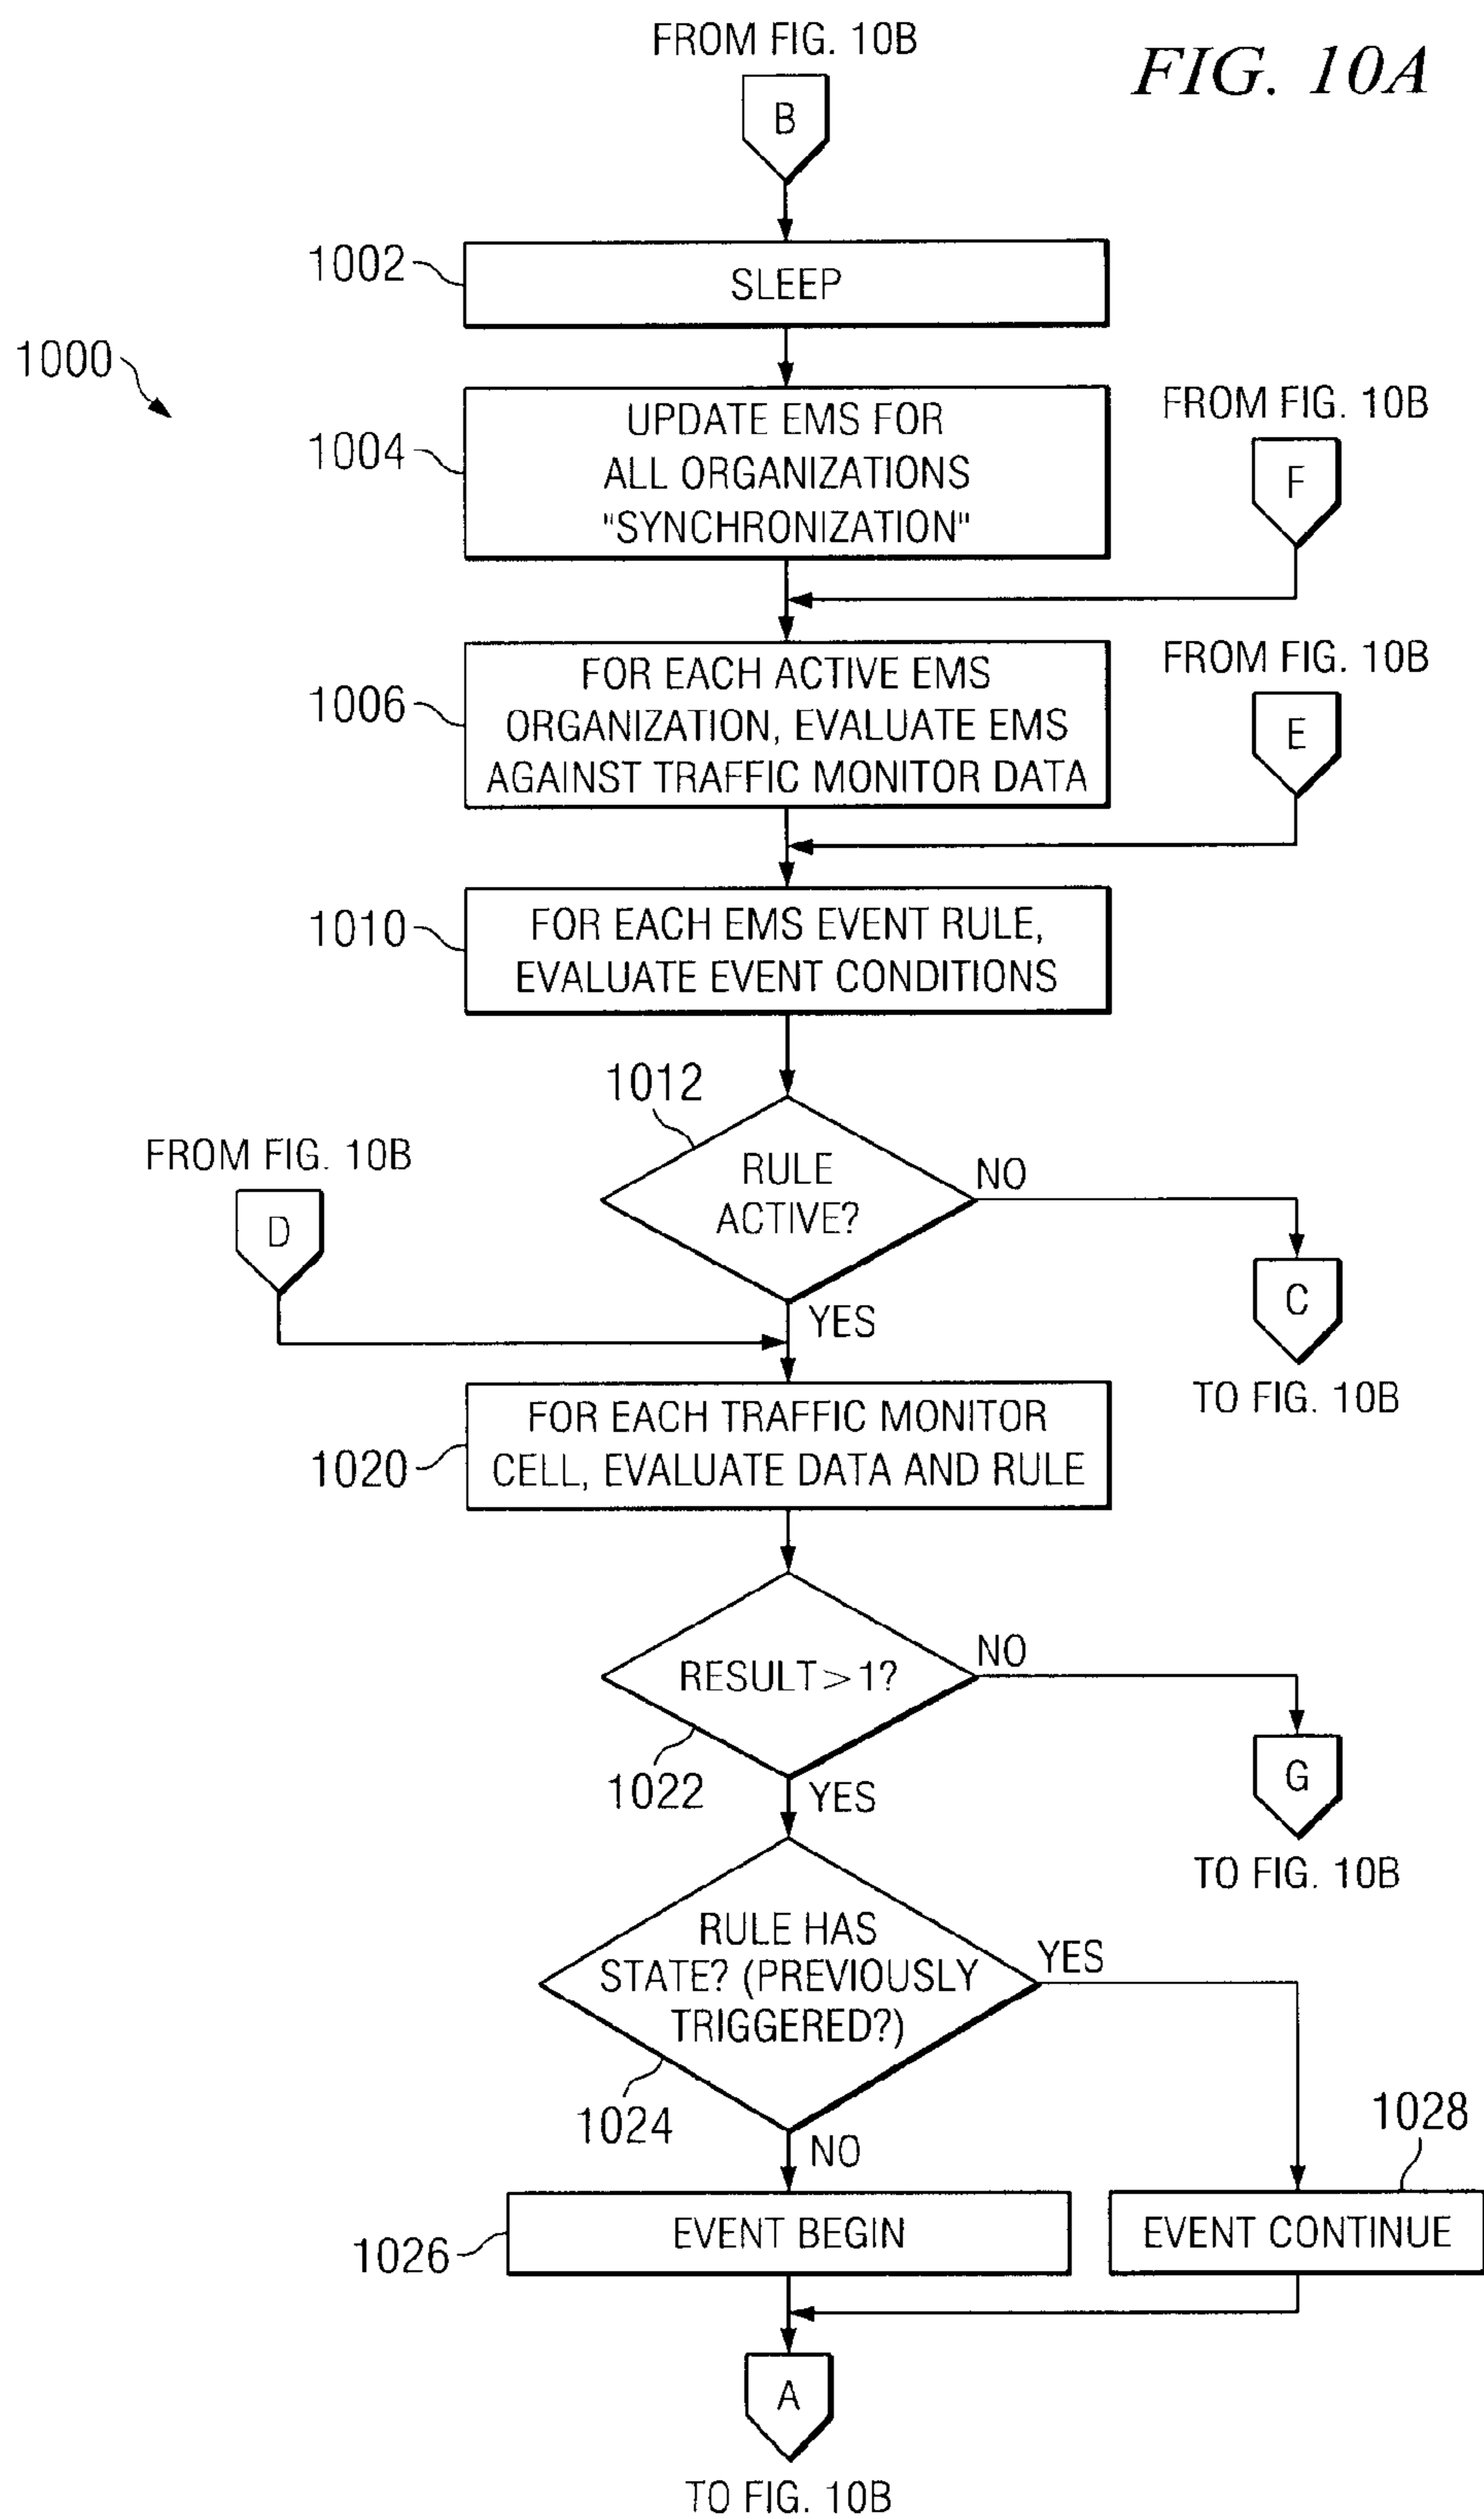 FROM FIG. 10B
FIG. 10A
B
1002
SLEEP
1000
1004
UPDATE EMS FOR
ALL ORGANIZATIONS
"SYNCHRONIZATION"
FROM FIG. 10B
F
1006
FOR EACH ACTIVE EMS
ORGANIZATION, EVALUATE EMS
AGAINST TRAFFIC MONITOR DATA
FROM FIG. 10B
E
1010
FOR EACH EMS EVENT RULE,
EVALUATE EVENT CONDITIONS
1012
RULE
ACTIVE?
NO
FROM FIG. 10B
D
C
TO FIG. 10B
YES
1020
FOR EACH TRAFFIC MONITOR
CELL, EVALUATE DATA AND RULE
RESULT>1?
NO
1022
YES
G
TO FIG. 10B
RULE HAS
STATE? (PREVIOUSLY
TRIGGERED?)
YES
1024
NO
1028
1026
EVENT BEGIN
EVENT CONTINUE
A
TO FIG. 10B